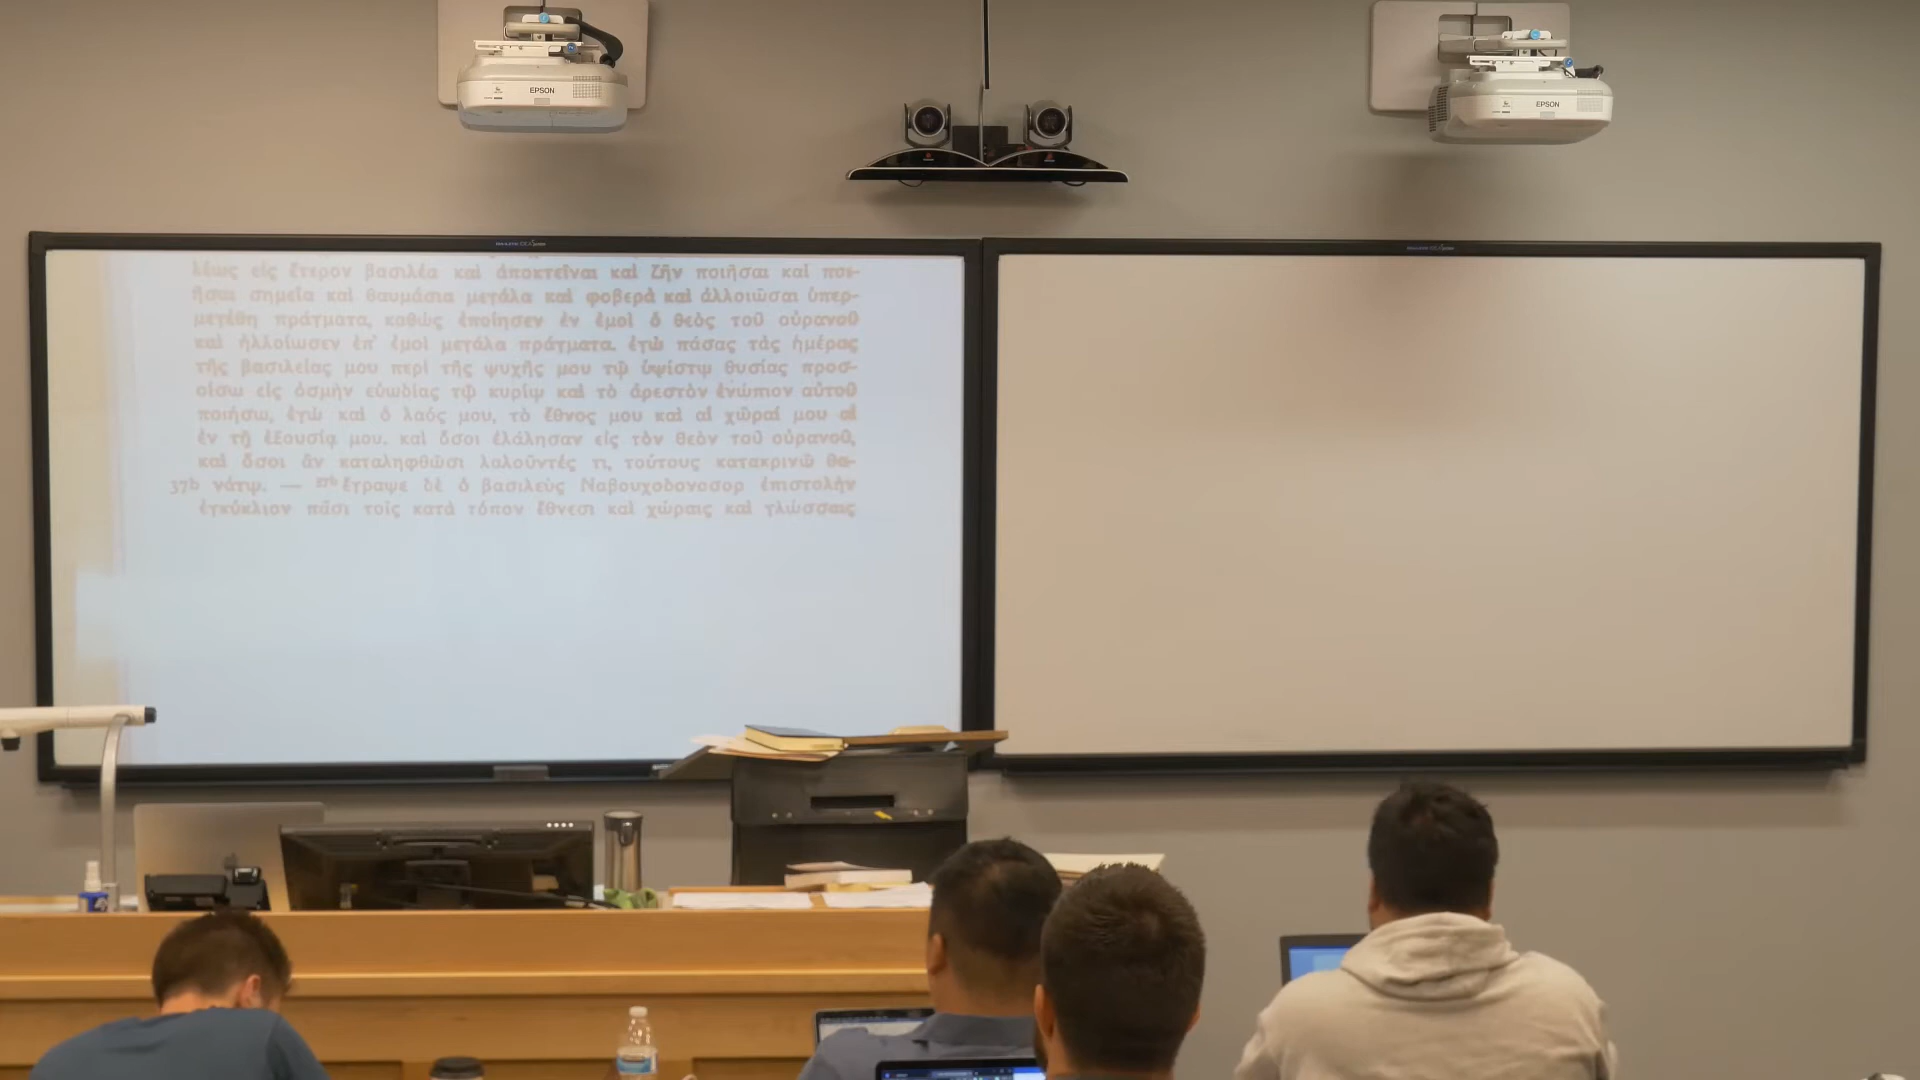 EPSON
EPSON
λέως εἰς ἕτερον βασιλέα καὶ ἀποκτεῖναι καὶ ζῆν ποιῆσαι καὶ ποι-
ῆσαι σημεῖα καὶ θαυμάσια μεγάλα καὶ φοβερὰ καὶ ἀλλοιῶσαι ὑπερ-
μεγέθη πράγματα, καθὼς ἐποίησεν ἐν ἐμοὶ ὁ θεὸς τοῦ οὐρανοῦ
καὶ ἠλλοίωσεν ἐπ' ἐμοὶ μεγάλα πράγματα. ἐγὼ πάσας τὰς ἡμέρας
τῆς βασιλείας μου περὶ τῆς ψυχῆς μου τῷ ὑψίστῳ θυσίας προσ-
οίσω εἰς ὀσμὴν εὐωδίας τῷ κυρίῳ καὶ τὸ ἀρεστὸν ἐνώπιον αὐτοῦ
ποιήσω, ἐγὼ καὶ ὁ λαός μου, τὸ ἔθνος μου καὶ αἱ χῶραί μου αἱ
ἐν τῇ ἐξουσίᾳ μου. καὶ ὅσοι ἐλάλησαν εἰς τὸν θεὸν τοῦ οὐρανοῦ,
καὶ ὅσοι ἂν καταληφθῶσι λαλοῦντές τι, τούτους κατακρινῶ θα-
37b νάτῳ. — 37b ἔγραψε δὲ ὁ βασιλεὺς Ναβουχοδονοσορ ἐπιστολὴν
ἐγκύκλιον πᾶσι τοῖς κατὰ τόπον ἔθνεσι καὶ χώραις καὶ γλώσσαις